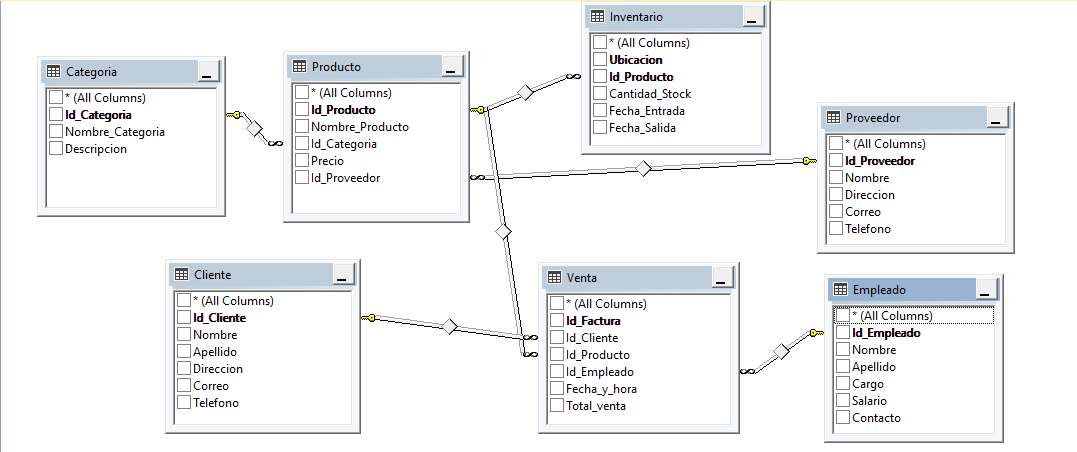 Categoria
* (All Columns)
Id_Categoria
Nombre_Categoria
Descripcion
Producto
* (All Columns)
Id_Producto
Nombre_Producto
Id_Categoria
Precio
Id_Proveedor
Inventario
* (All Columns)
Ubicacion
Id_Producto
Cantidad_Stock
Fecha_Entrada
Fecha_Salida
Proveedor
* (All Columns)
Id_Proveedor
Nombre
Direccion
Correo
Telefono
Cliente
* (All Columns)
Id_Cliente
Nombre
Apellido
Direccion
Correo
Telefono
Venta
* (All Columns)
Id_Factura
Id_Cliente
Id_Producto
Id_Empleado
Fecha_y_hora
Total_venta
Empleado
* (All Columns)
Id_Empleado
Nombre
Apellido
Cargo
Salario
Contacto